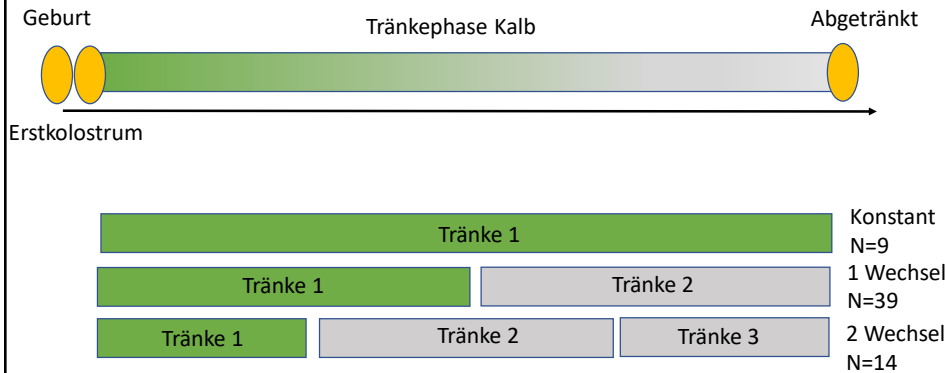 Geburt
Tränkephase Kalb
Abgetränkt
Erstkolostrum
Tränke 1
Konstant
N=9
Tränke 1
Tränke 2
1 Wechsel
N=39
Tränke 1
Tränke 2
Tränke 3
2 Wechsel
N=14